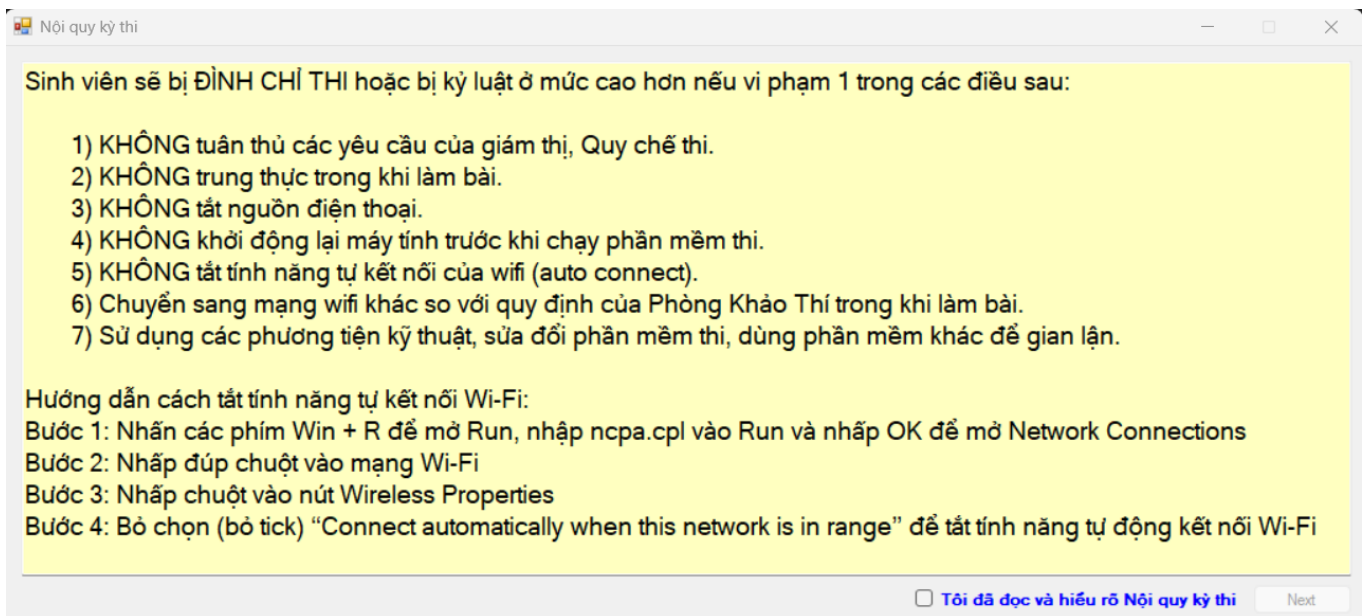 Nội quy kỳ thi
Sinh viên sẽ bị ĐÌNH CHỈ THI hoặc bị kỷ luật ở mức cao hơn nếu vi phạm 1 trong các điều sau:
1) KHÔNG tuân thủ các yêu cầu của giám thị, Quy chế thi.
2) KHÔNG trung thực trong khi làm bài.
3) KHÔNG tắt nguồn điện thoại.
4) KHÔNG khởi động lại máy tính trước khi chạy phần mềm thi.
5) KHÔNG tắt tính năng tự kết nối của wifi (auto connect).
6) Chuyển sang mạng wifi khác so với quy định của Phòng Khảo Thí trong khi làm bài.
7) Sử dụng các phương tiện kỹ thuật, sửa đổi phần mềm thi, dùng phần mềm khác để gian lận.
Hướng dẫn cách tắt tính năng tự kết nối Wi-Fi:
Bước 1: Nhấn các phím Win + R để mở Run, nhập ncpa.cpl vào Run và nhấp OK để mở Network Connections
Bước 2: Nhấp đúp chuột vào mạng Wi-Fi
Bước 3: Nhấp chuột vào nút Wireless Properties
Bước 4: Bỏ chọn (bỏ tick) “Connect automatically when this network is in range” để tắt tính năng tự động kết nối Wi-Fi
Tôi đã đọc và hiểu rõ Nội quy kỳ thi Next